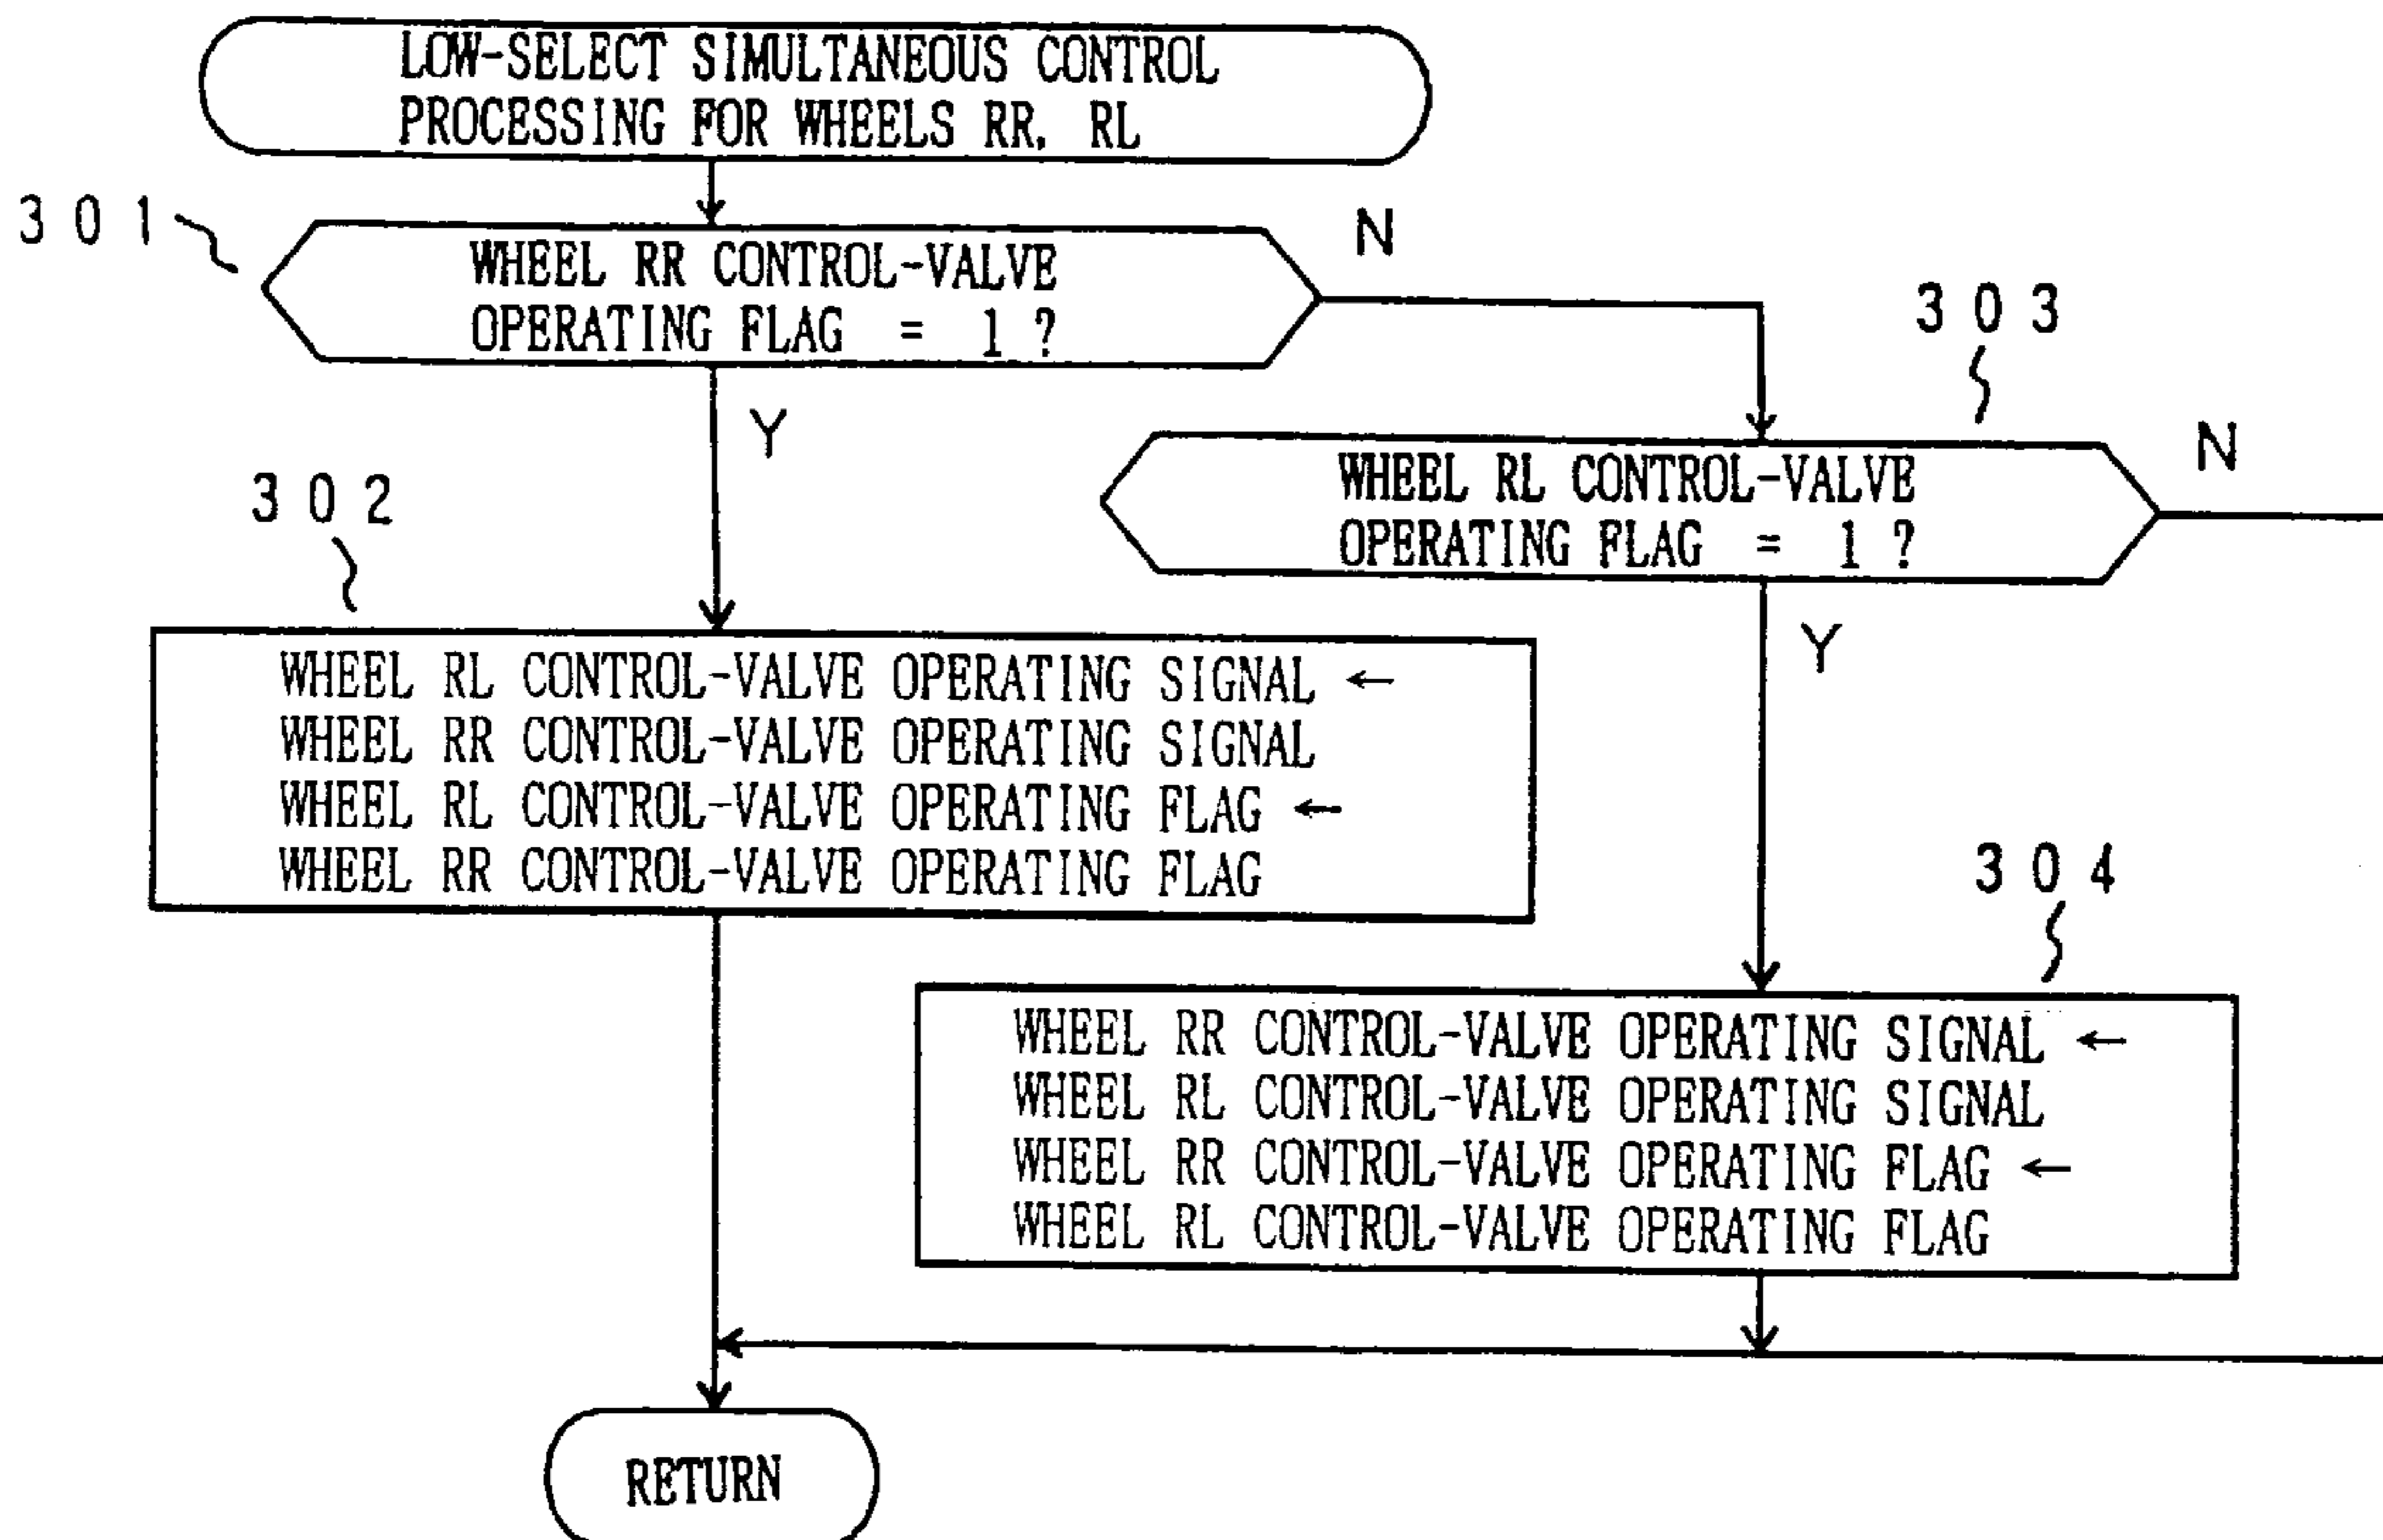 LOW-SELECT SIMULTANEOUS CONTROL
PROCESSING FOR WHEELS RR, RL
301
WHEEL RR CONTROL-VALVE
OPERATING FLAG = 1 ?
N
Y
303
WHEEL RL CONTROL-VALVE
OPERATING FLAG = 1 ?
N
Y
302
WHEEL RL CONTROL-VALVE OPERATING SIGNAL ←
WHEEL RR CONTROL-VALVE OPERATING SIGNAL
WHEEL RL CONTROL-VALVE OPERATING FLAG ←
WHEEL RR CONTROL-VALVE OPERATING FLAG
304
WHEEL RR CONTROL-VALVE OPERATING SIGNAL ←
WHEEL RL CONTROL-VALVE OPERATING SIGNAL
WHEEL RR CONTROL-VALVE OPERATING FLAG ←
WHEEL RL CONTROL-VALVE OPERATING FLAG
RETURN